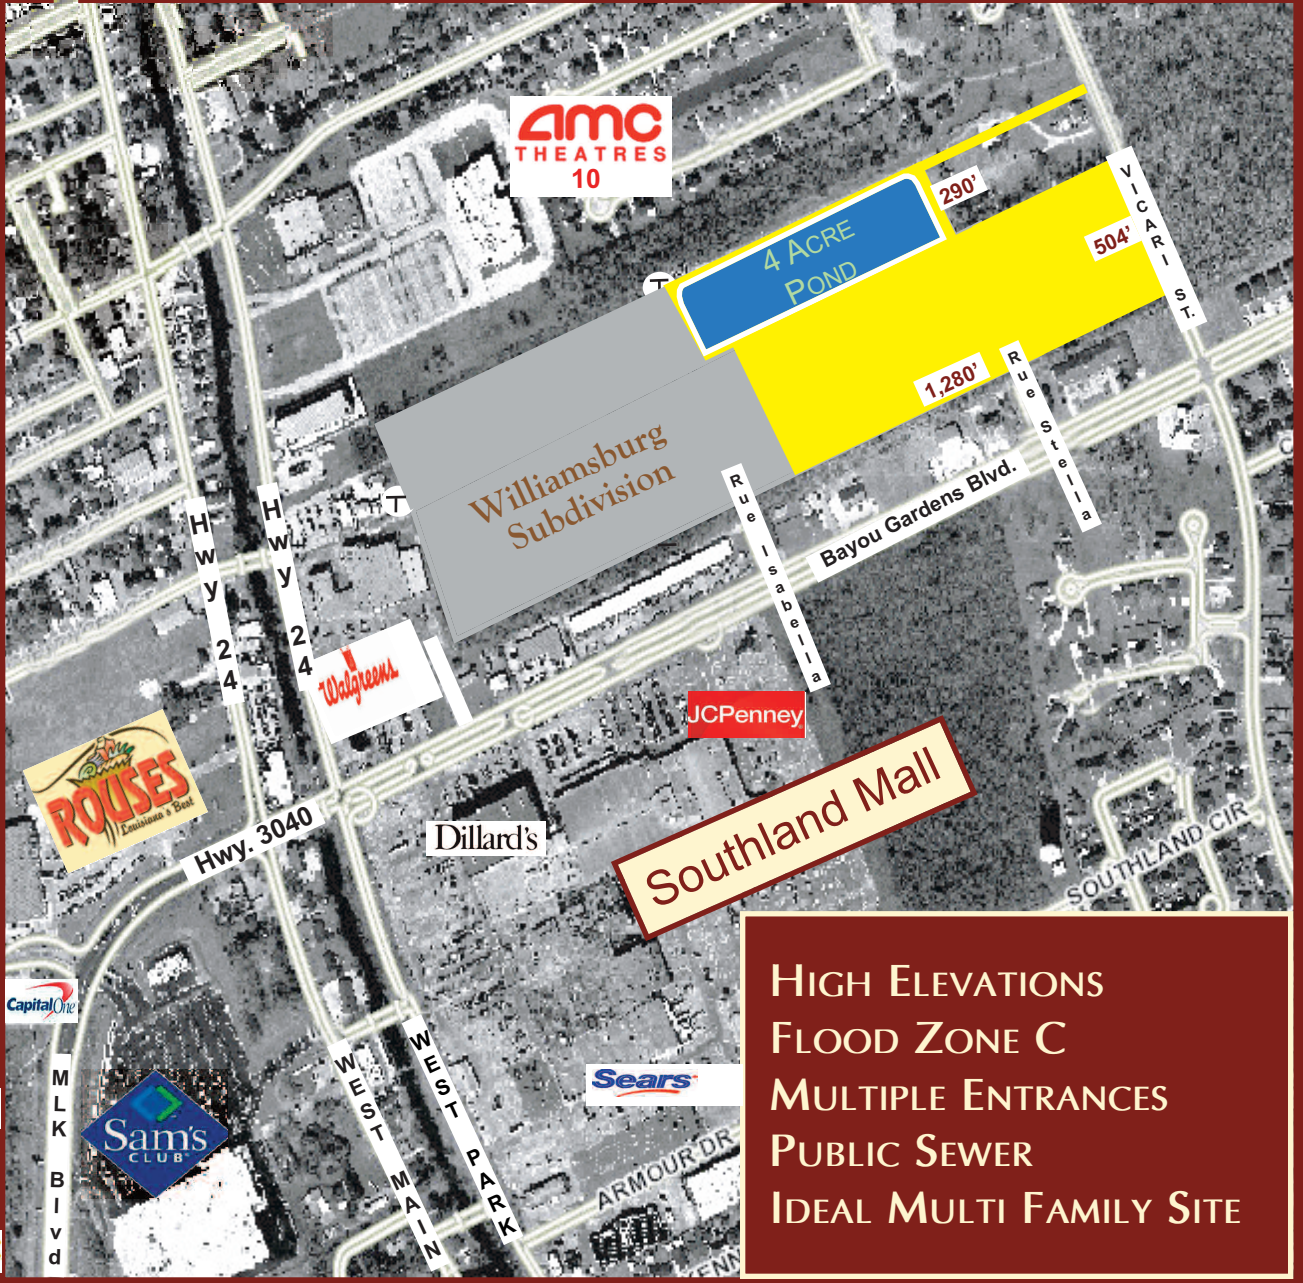 AMC
THEATRES
10
290'
VICARI ST.
504'
4 ACRE
POND
1,280'
Rue Stella
Williamsburg
Subdivision
Rue Isabella
Bayou Gardens Blvd.
Hwy 24
Hwy 24
Walgreens
JCPenney
ROUSES
Louisiana's Best
Southland Mall
Hwy. 3040
Dillard's
SOUTHLAND CIR
Capital One
HIGH ELEVATIONS
FLOOD ZONE C
MULTIPLE ENTRANCES
PUBLIC SEWER
IDEAL MULTI FAMILY SITE
WEST MAIN
WEST PARK
MLK Blvd
Sears
Sam's
CLUB
ARMOUR DR